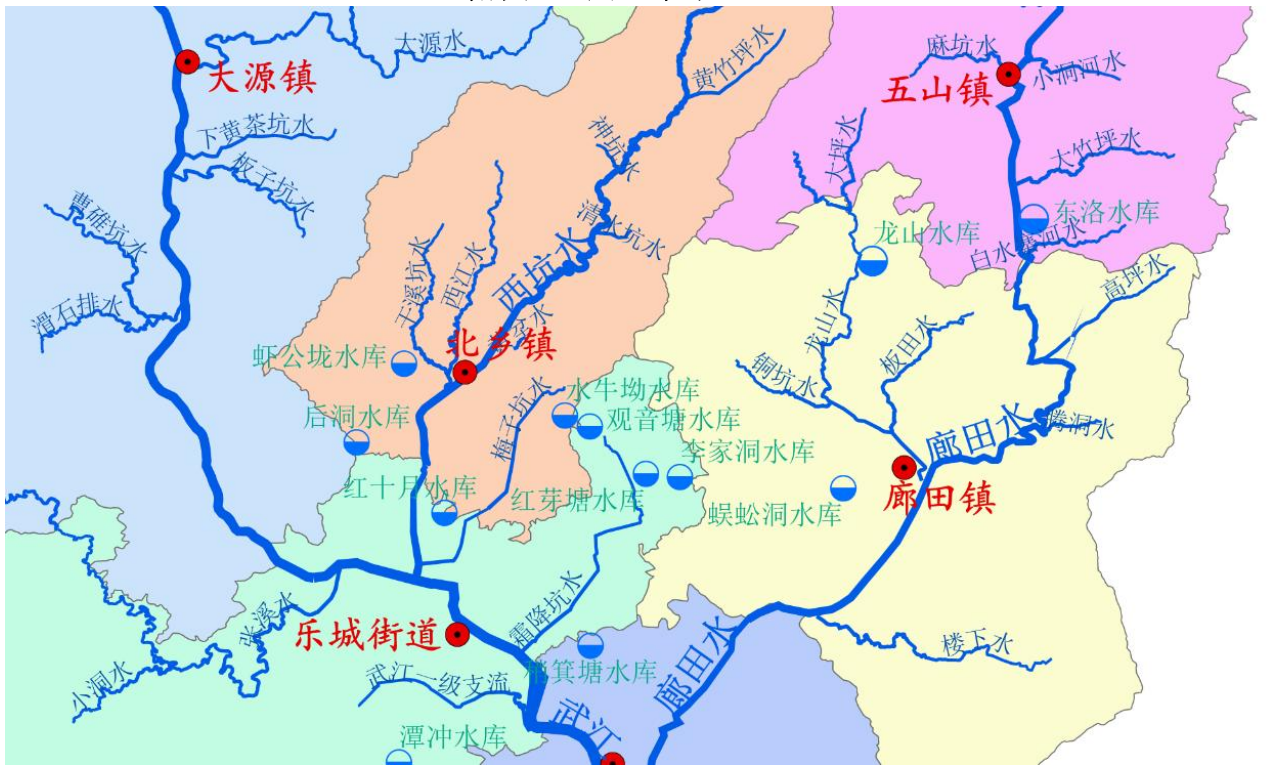 大源水
麻坑水
小洞河水
大源镇
黄竹坪水
五山镇
下黄茶坑水
神坑水
大坪水
大竹坪水
板子坑水
曹碓坑水
清水坑水
东洛水库
龙山水库
干溪坑水
西江水
西坑水
高坪水
滑石排水
龙山水
板田水
北乡镇
虾公垅水库
铜坑水
水牛坳水库
后洞水库
梅子坑水
观音塘水库
廊田水
腾洞水
李家洞水库
红十月水库
红芽塘水库
廊田镇
蜈蚣洞水库
霜降坑水
张溪水
乐城街道
楼下水
小洞水
武江一级支流
廊田水
武江
潭冲水库